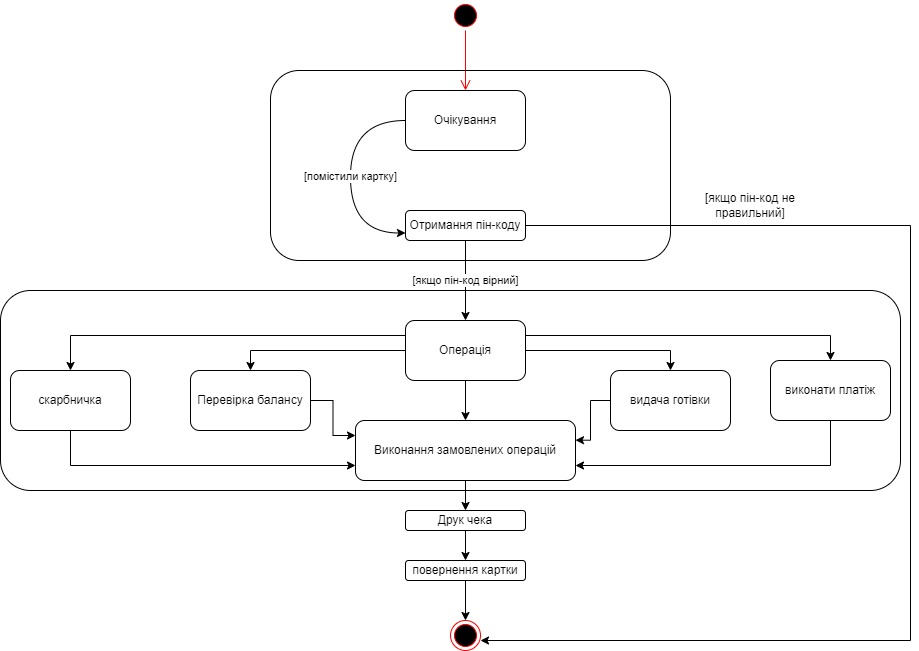 Очікування
[помістили картку]
[якщо пін-код не
правильний]
Отримання пін-коду
[якщо пін-код вірний]
Операція
скарбничка
Перевірка балансу
видача готівки
виконати платіж
Виконання замовлених операцій
Друк чека
повернення картки